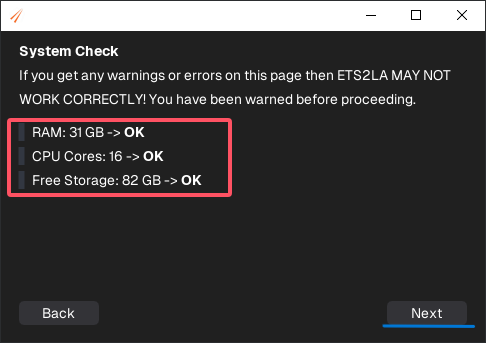 System Check
If you get any warnings or errors on this page then ETS2LA MAY NOT
WORK CORRECTLY! You have been warned before proceeding.
RAM: 31 GB -> OK
CPU Cores: 16 -> OK
Free Storage: 82 GB -> OK
Back
Next